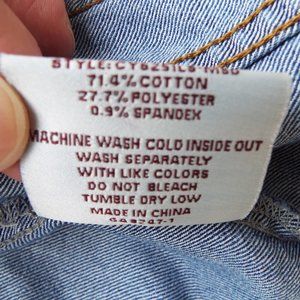 71.4% COTTON
27.7% POLYESTER
0.9% SPANDEX
MACHINE WASH COLD INSIDE OUT
WASH SEPARATELY
WITH LIKE COLORS
DO NOT BLEACH
TUMBLE DRY LOW
MADE IN CHINA